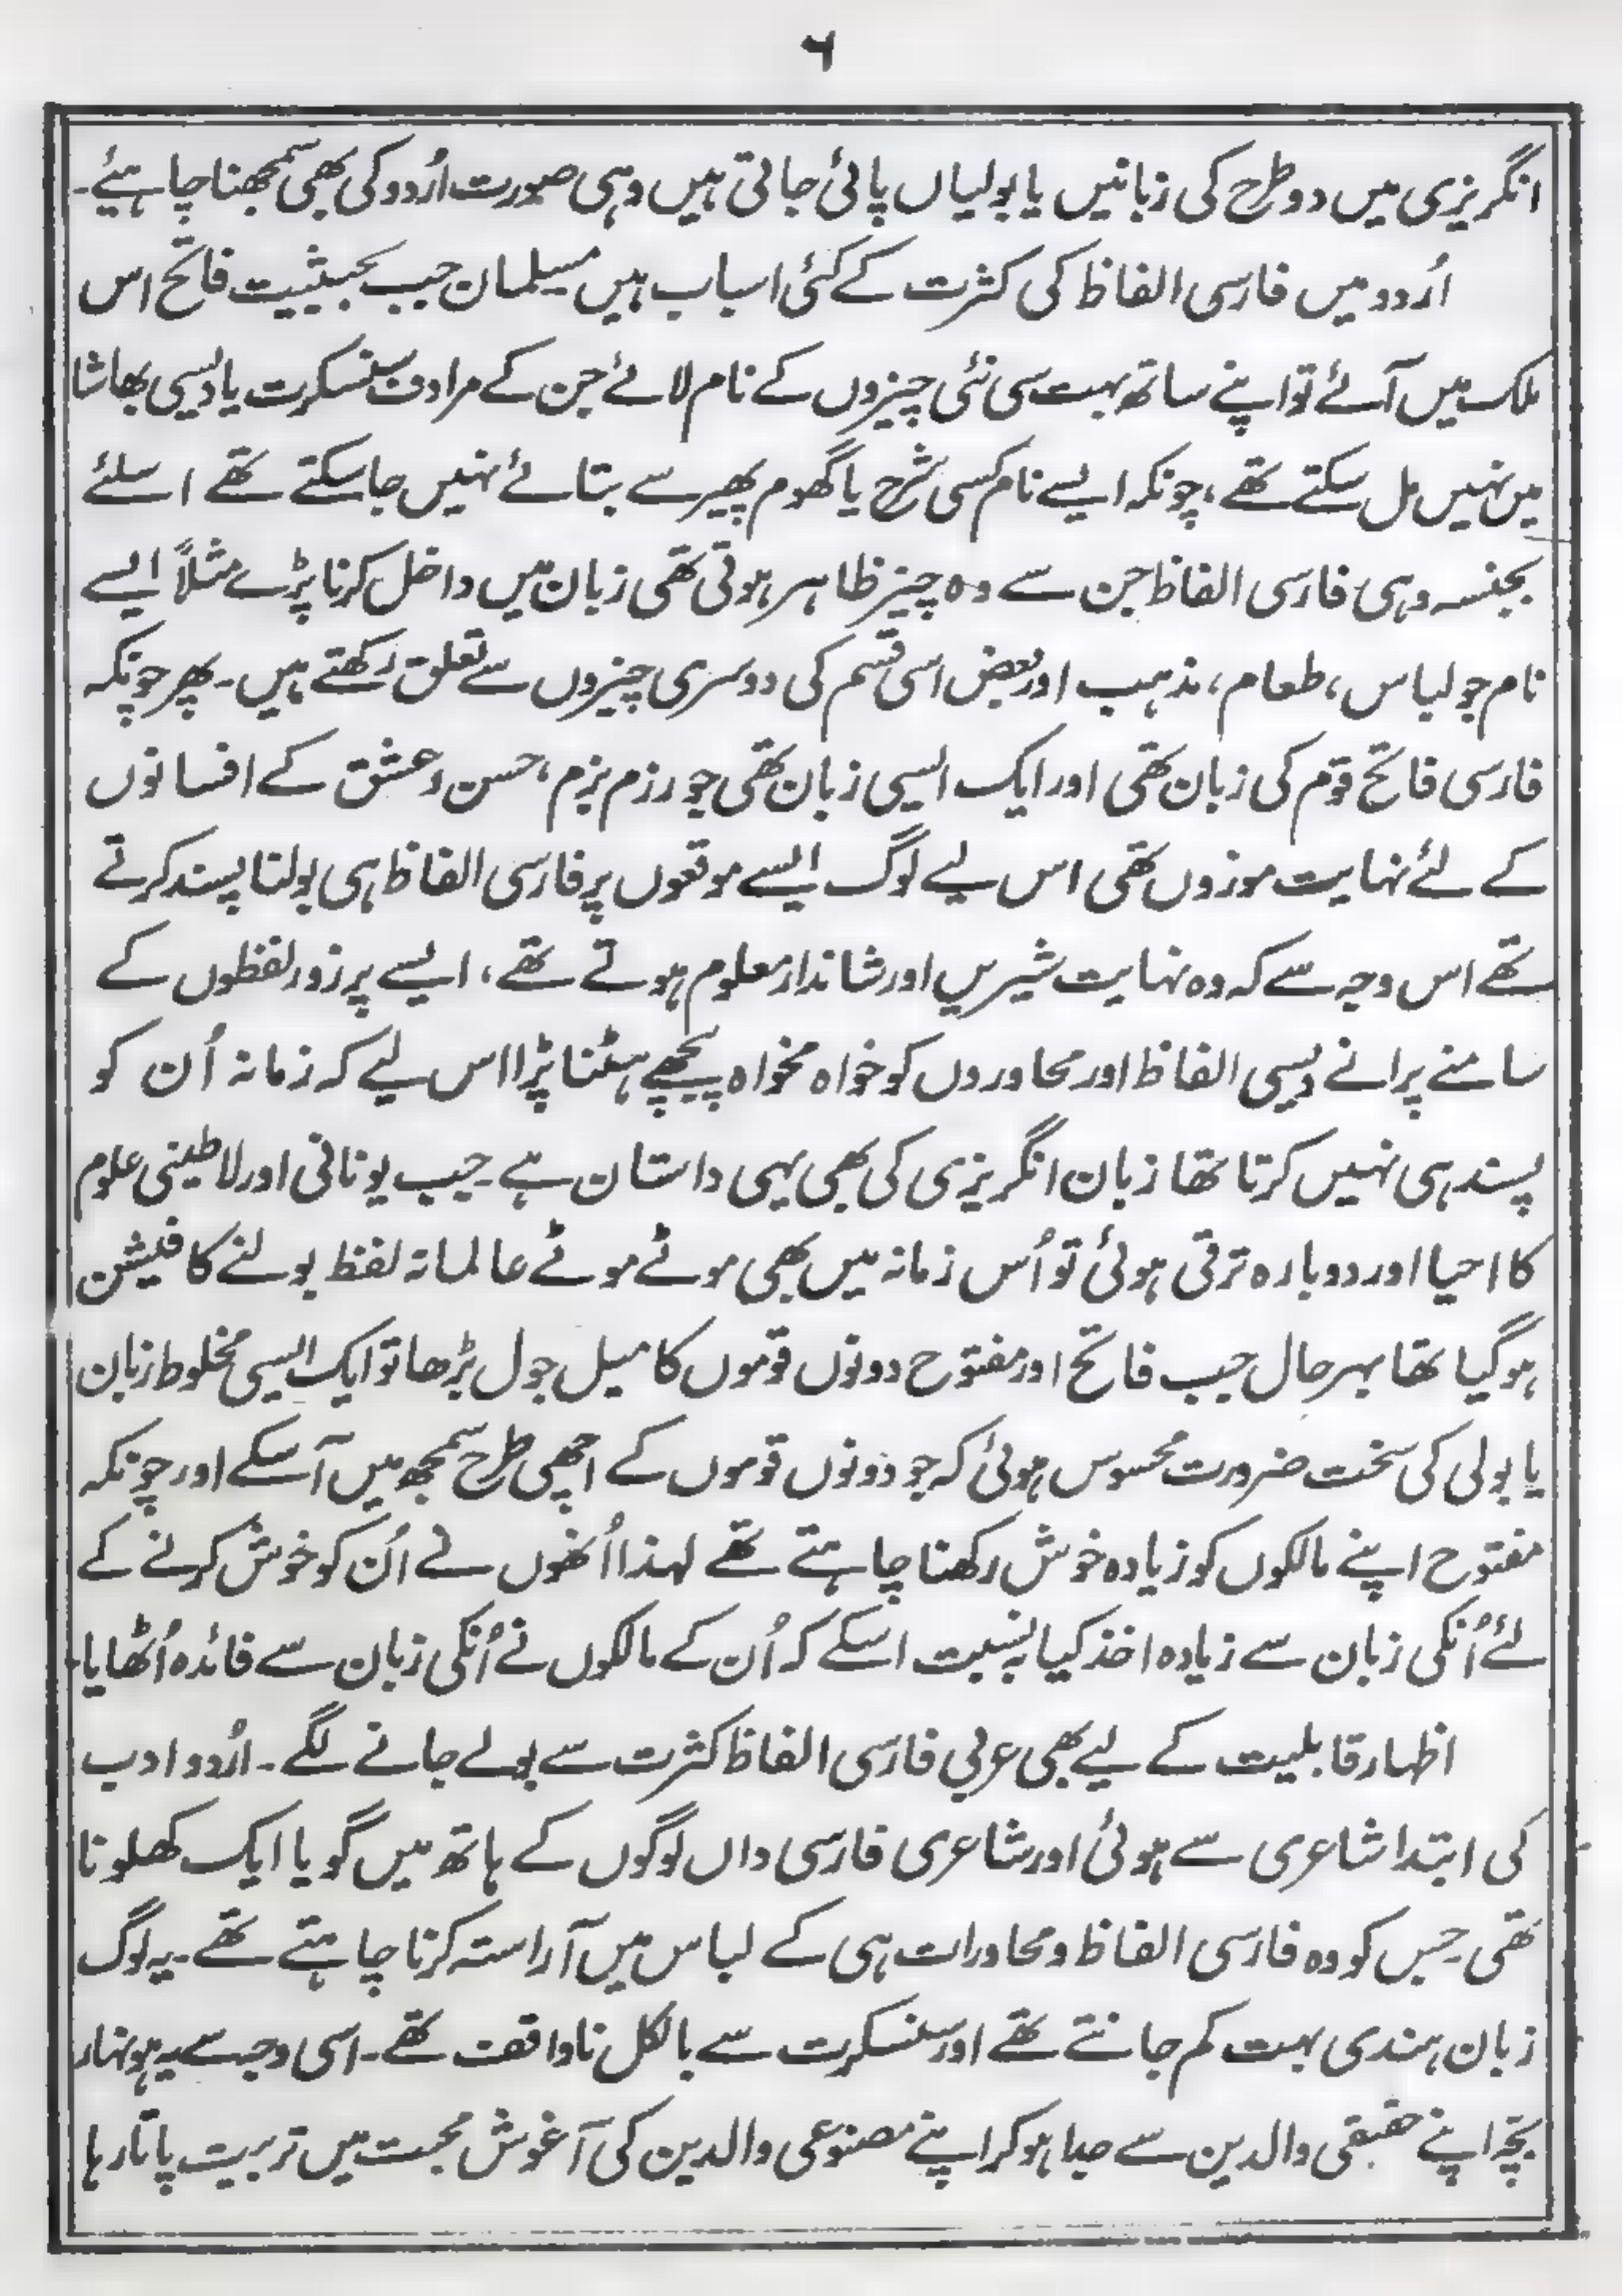 ۶
انگریزی میں دو طرح کی زبانیں یا بولیاں پائی جاتی ہیں وہی صورت اُردو کی بھی سمجھنا چاہئے۔
اُردو میں فارسی الفاظ کی کثرت کے کئی اسباب ہیں مسلمان جب بحیثیت فاتح اس
ملک میں آئے تو اپنے ساتھ بہت سی نئی چیزوں کے نام لائے جن کے مرادف سنسکرت یا دیسی بھاشا
میں نہیں مل سکتے تھے، چونکہ ایسے نام کسی شرح یا گھوم پھیر سے بتائے نہیں جا سکتے تھے اسلئے
بجنسہ وہی فارسی الفاظ جن سے وہ چیز ظاہر ہوتی تھی زبان میں داخل کرنا پڑے مثلاً ایسے
نام جو لباس، طعام، مذہب اور بعض اسی قسم کی دوسری چیزوں سے تعلق رکھتے ہیں۔ پھر چونکہ
فارسی فاتح قوم کی زبان تھی اور ایک ایسی زبان تھی جو رزم بزم، حسن و عشق کے افسانوں
کے لئے نہایت موزوں تھی اس لیے لوگ ایسے موقعوں پر فارسی الفاظ ہی بولنا پسند کرتے
تھے اس وجہ سے کہ وہ نہایت شیریں اور شاندار معلوم ہوتے تھے، ایسے پر زور لفظوں کے
سامنے پرانے دیسی الفاظ اور محاوروں کو خواہ مخواہ پیچھے ہٹنا پڑا اس لیے کہ زمانہ اُن کو
پسند ہی نہیں کرتا تھا زبان انگریزی کی بھی یہی داستان ہے۔ جب یونانی اور لاطینی علوم
کا احیا اور دوبارہ ترقی ہوئی تو اُس زمانہ میں بھی موٹے موٹے عالمانہ لفظ بولنے کا فیشن
ہوگیا تھا بہرحال جب فاتح اور مفتوح دونوں قوموں کا میل جول بڑھا تو ایک ایسی مخلوط زبان
یا بولی کی سخت ضرورت محسوس ہوئی کہ جو دونوں قوموں کے اچھی طرح سمجھ میں آسکے اور چونکہ
مفتوح اپنے مالکوں کو زیادہ خوش رکھنا چاہتے تھے لہذا اُنھوں نے اُن کو خوش کرنے کے
لئے اُنکی زبان سے زیادہ اخذ کیا بہ نسبت اسکے کہ اُن کے مالکوں نے اُنکی زبان سے فائدہ اُٹھایا۔
اظہار قابلیت کے لیے بھی عربی فارسی الفاظ کثرت سے بولے جانے لگے۔ اُردو ادب
کی ابتدا شاعری سے ہوئی اور شاعری فارسی داں لوگوں کے ہاتھ میں گویا ایک کھلونا
تھی۔ جس کو وہ فارسی الفاظ و محاورات ہی کے لباس میں آراستہ کرنا چاہتے تھے۔ یہ لوگ
زبان ہندی بہت کم جانتے تھے اور سنسکرت سے بالکل ناواقف تھے۔ اسی وجہ سے یہ ہونہار
بچّہ اپنے حقیقی والدین سے جدا ہوکر اپنے مصنوعی والدین کی آغوش محبت میں تربیت پاتا رہا